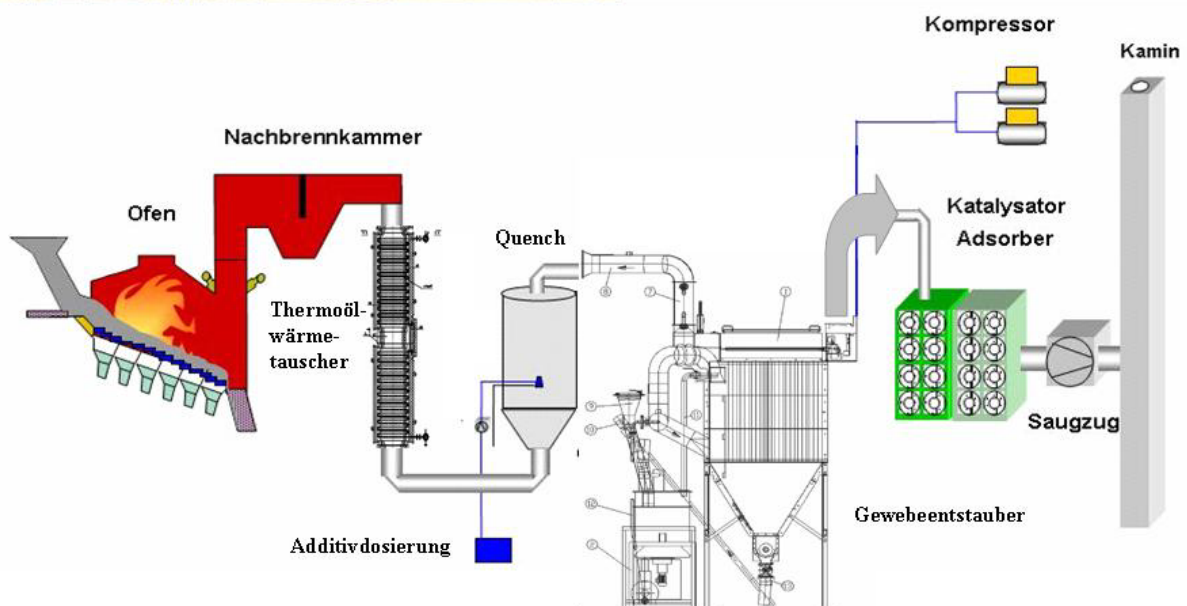 Kompressor
Kamin
Nachbrennkammer
Ofen
Quench
Katalysator
Adsorber
Thermoöl-
wärme-
tauscher
Saugzug
Gewebeentstauber
Additivdosierung